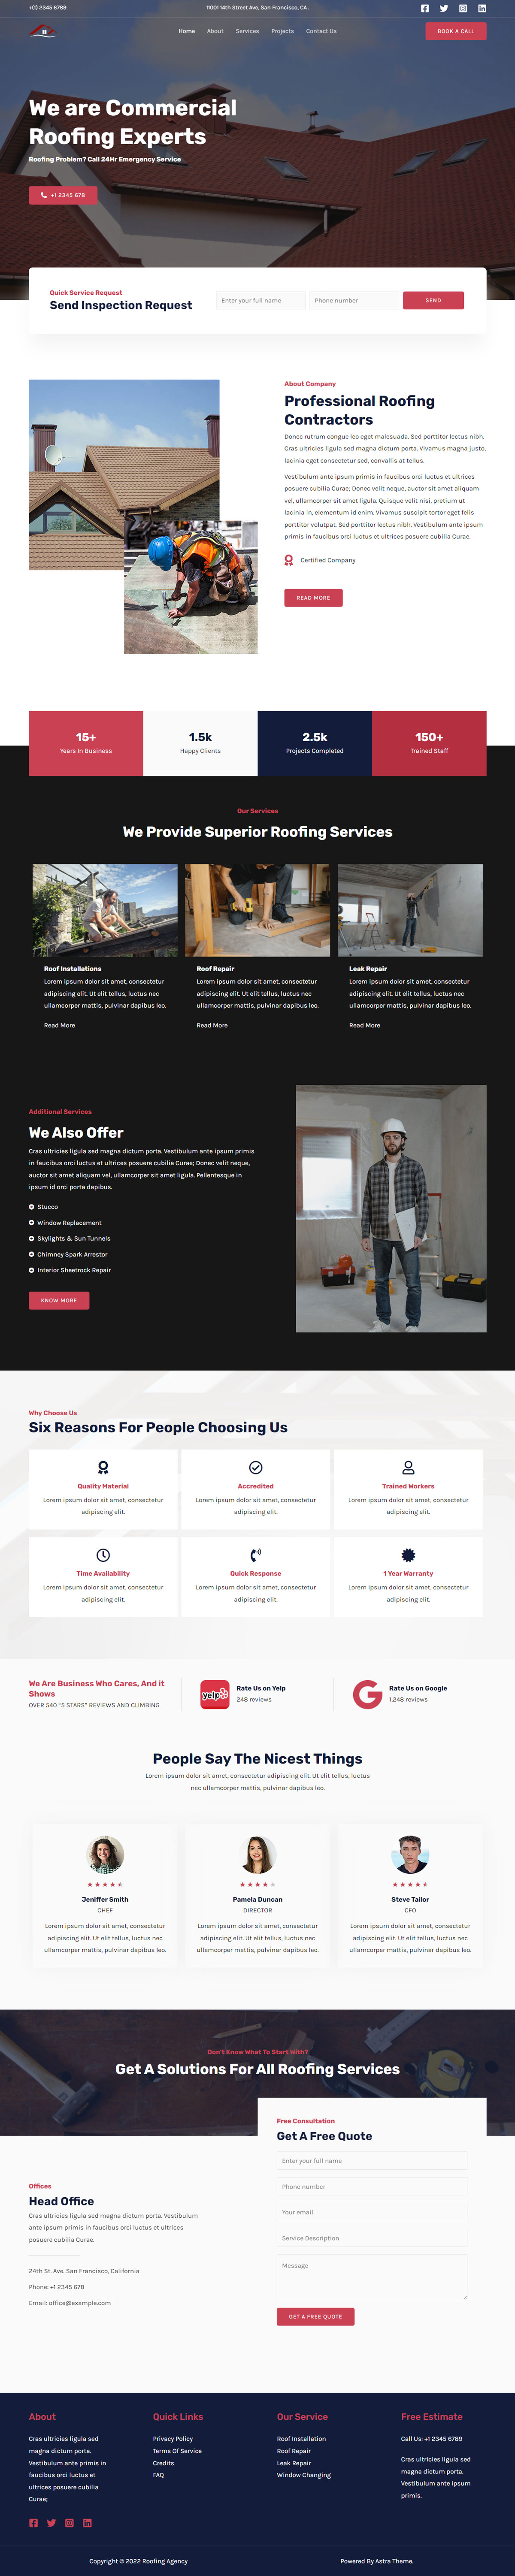 +(1) 2345 6789
11001 14th Street Ave, San Francisco, CA .
Home
About
Services
Projects
Contact Us
BOOK A CALL
We are Commercial
Roofing Experts
Roofing Problem? Call 24Hr Emergency Service
+1 2345 678
Quick Service Request
Send Inspection Request
Enter your full name
Phone number
SEND
About Company
Professional Roofing
Contractors
Donec rutrum congue leo eget malesuada. Sed porttitor lectus nibh.
Cras ultricies ligula sed magna dictum porta. Vivamus magna justo,
lacinia eget consectetur sed, convallis at tellus.
Vestibulum ante ipsum primis in faucibus orci luctus et ultrices
posuere cubilia Curae; Donec velit neque, auctor sit amet aliquam
vel, ullamcorper sit amet ligula. Quisque velit nisi, pretium ut
lacinia in, elementum id enim. Vivamus suscipit tortor eget felis
porttitor volutpat. Sed porttitor lectus nibh. Vestibulum ante ipsum
primis in faucibus orci luctus et ultrices posuere cubilia Curae.
Certified Company
READ MORE
15+
Years In Business
1.5k
Happy Clients
2.5k
Projects Completed
150+
Trained Staff
Our Services
We Provide Superior Roofing Services
Roof Installations
Lorem ipsum dolor sit amet, consectetur
adipiscing elit. Ut elit tellus, luctus nec
ullamcorper mattis, pulvinar dapibus leo.
Read More
Roof Repair
Lorem ipsum dolor sit amet, consectetur
adipiscing elit. Ut elit tellus, luctus nec
ullamcorper mattis, pulvinar dapibus leo.
Read More
Leak Repair
Lorem ipsum dolor sit amet, consectetur
adipiscing elit. Ut elit tellus, luctus nec
ullamcorper mattis, pulvinar dapibus leo.
Read More
Additional Services
We Also Offer
Cras ultricies ligula sed magna dictum porta. Vestibulum ante ipsum primis
in faucibus orci luctus et ultrices posuere cubilia Curae; Donec velit neque,
auctor sit amet aliquam vel, ullamcorper sit amet ligula. Pellentesque in
ipsum id orci porta dapibus.
Stucco
Window Replacement
Skylights & Sun Tunnels
Chimney Spark Arrestor
Interior Sheetrock Repair
KNOW MORE
Why Choose Us
Six Reasons For People Choosing Us
Quality Material
Lorem ipsum dolor sit amet, consectetur
adipiscing elit.
Accredited
Lorem ipsum dolor sit amet, consectetur
adipiscing elit.
Trained Workers
Lorem ipsum dolor sit amet, consectetur
adipiscing elit.
Time Availability
Lorem ipsum dolor sit amet, consectetur
adipiscing elit.
Quick Response
Lorem ipsum dolor sit amet, consectetur
adipiscing elit.
1 Year Warranty
Lorem ipsum dolor sit amet, consectetur
adipiscing elit.
We Are Business Who Cares, And it
Shows
OVER 540 "5 STARS" REVIEWS AND CLIMBING
yelp
Rate Us on Yelp
248 reviews
G
Rate Us on Google
1,248 reviews
People Say The Nicest Things
Lorem ipsum dolor sit amet, consectetur adipiscing elit. Ut elit tellus, luctus
nec ullamcorper mattis, pulvinar dapibus leo.
Jeniffer Smith
CHEF
Lorem ipsum dolor sit amet, consectetur
adipiscing elit. Ut elit tellus, luctus nec
ullamcorper mattis, pulvinar dapibus leo.
Pamela Duncan
DIRECTOR
Lorem ipsum dolor sit amet, consectetur
adipiscing elit. Ut elit tellus, luctus nec
ullamcorper mattis, pulvinar dapibus leo.
Steve Tailor
CFO
Lorem ipsum dolor sit amet, consectetur
adipiscing elit. Ut elit tellus, luctus nec
ullamcorper mattis, pulvinar dapibus leo.
Don't Know What To Start With?
Get A Solutions For All Roofing Services
Free Consultation
Get A Free Quote
Enter your full name
Phone number
Your email
Service Description
Message
GET A FREE QUOTE
Offices
Head Office
Cras ultricies ligula sed magna dictum porta. Vestibulum
ante ipsum primis in faucibus orci luctus et ultrices
posuere cubilia Curae.
24th St. Ave. San Francisco, California
Phone: +1 2345 678
Email: office@example.com
About
Cras ultricies ligula sed
magna dictum porta.
Vestibulum ante primis in
faucibus orci luctus et
ultrices posuere cubilia
Curae;
Quick Links
Privacy Policy
Terms Of Service
Credits
FAQ
Our Service
Roof Installation
Roof Repair
Leak Repair
Window Changing
Free Estimate
Call Us: +1 2345 6789
Cras ultricies ligula sed
magna dictum porta.
Vestibulum ante ipsum
primis.
Copyright © 2022 Roofing Agency
Powered By Astra Theme.